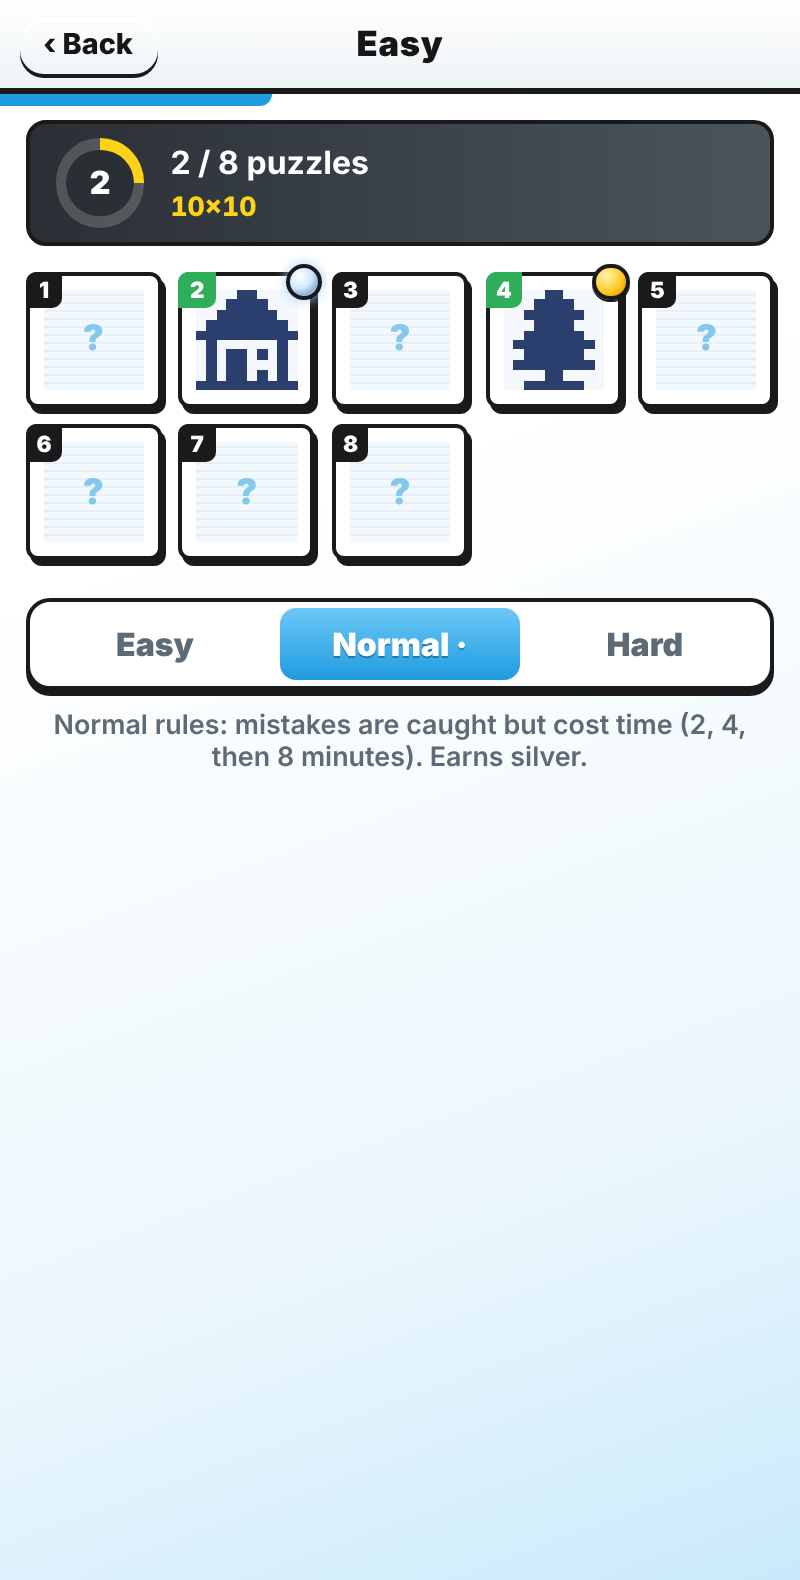 ‹ Back
Easy
2
2 / 8 puzzles
10×10
1
2
3
4
5
?
?
?
6
7
8
?
?
?
Easy
Normal ·
Hard
Normal rules: mistakes are caught but cost time (2, 4,
then 8 minutes). Earns silver.